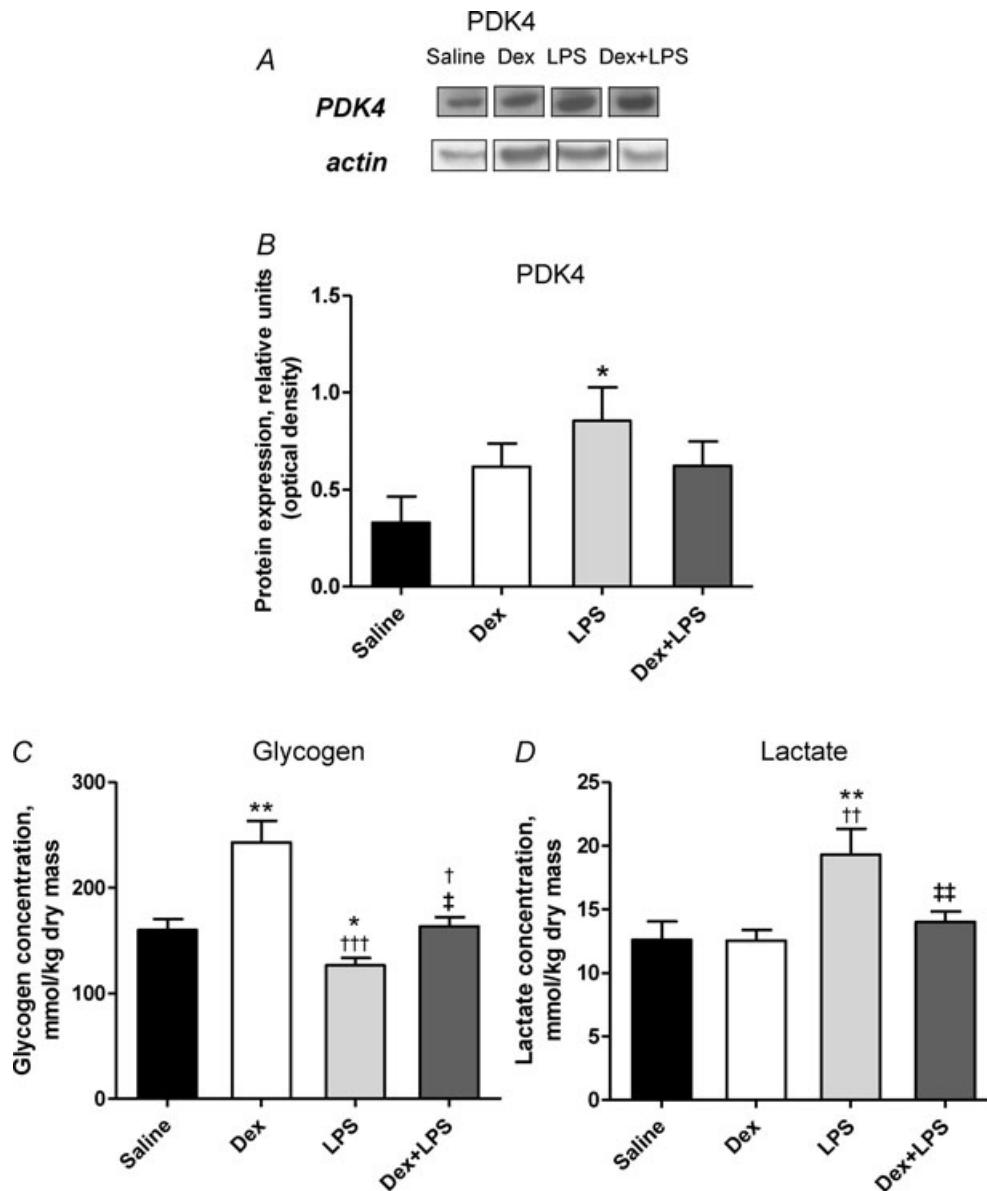 PDK4
A
Saline Dex LPS Dex+LPS
PDK4
actin
B
PDK4
Protein expression, relative units
(optical density)
1.5
1.0
0.5
0.0
*
Saline
Dex
LPS
Dex+LPS
C
Glycogen
Glycogen concentration,
mmol/kg dry mass
300
200
100
0
**
*
†††
†
‡
Saline
Dex
LPS
Dex+LPS
D
Lactate
Lactate concentration,
mmol/kg dry mass
25
20
15
10
5
0
**
††
‡‡
Saline
Dex
LPS
Dex+LPS